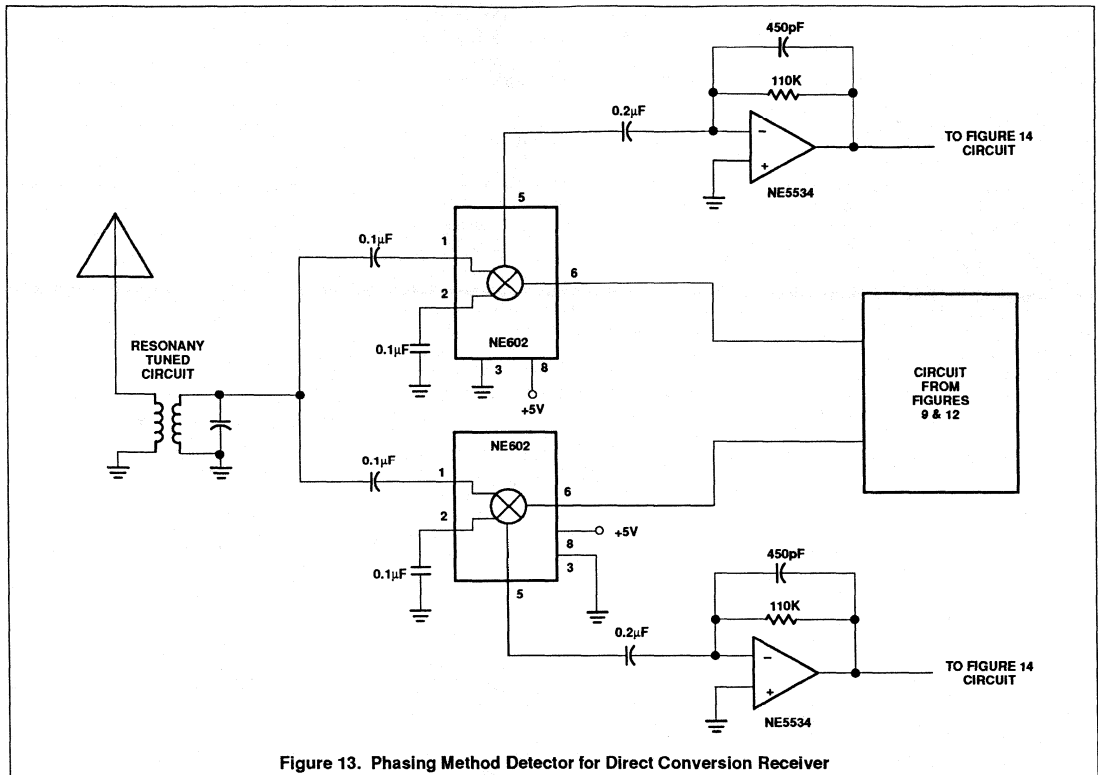 450pF
110K
0.2µF
−
+
NE5534
TO FIGURE 14
CIRCUIT
5
0.1µF
1
2
6
NE602
0.1µF
3
8
+5V
RESONANY
TUNED
CIRCUIT
CIRCUIT
FROM
FIGURES
9 & 12
NE602
0.1µF
1
2
6
+5V
8
3
0.1µF
5
450pF
110K
0.2µF
−
+
NE5534
TO FIGURE 14
CIRCUIT
Figure 13. Phasing Method Detector for Direct Conversion Receiver